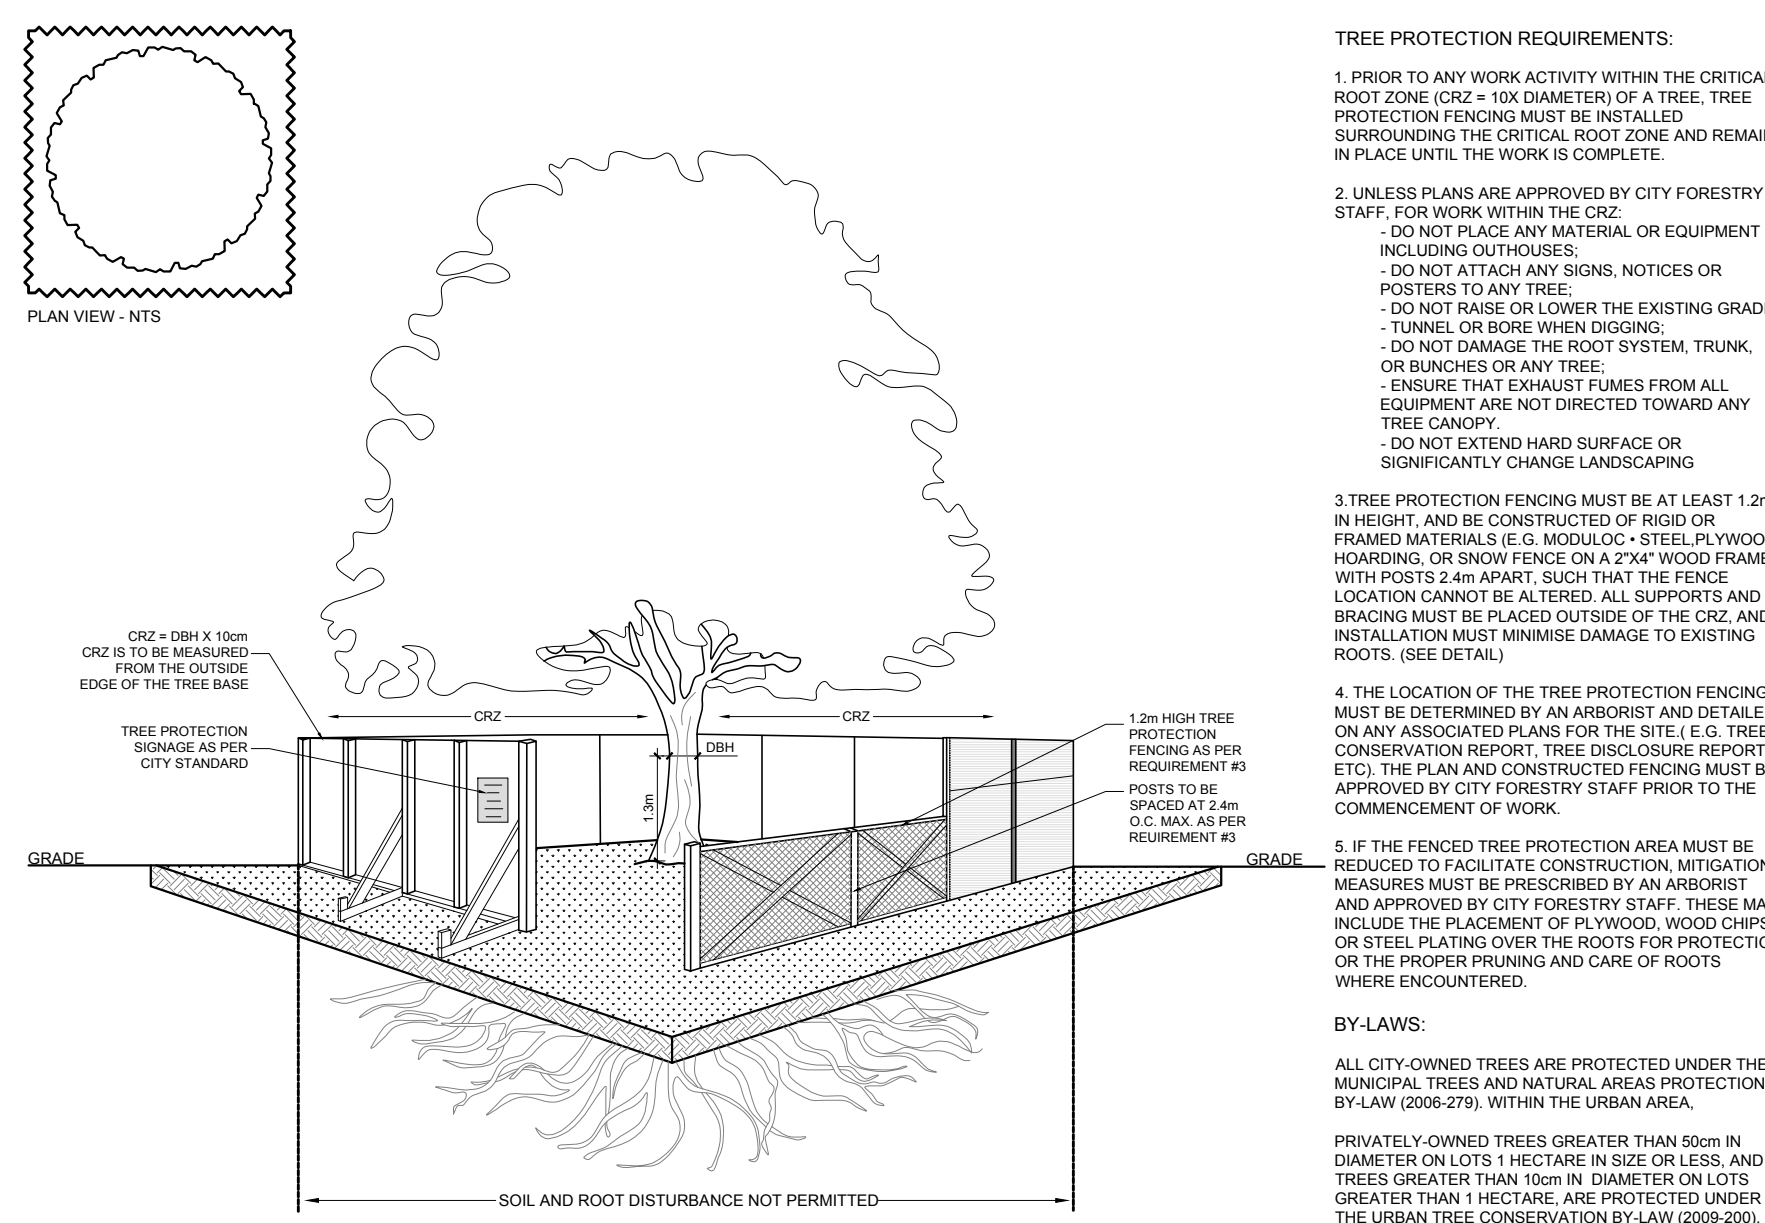 PLAN VIEW - NTS
CRZ = DBH X 10cm
CRZ IS TO BE MEASURED
FROM THE OUTSIDE
EDGE OF THE TREE BASE
TREE PROTECTION
SIGNAGE AS PER
CITY STANDARD
CRZ
CRZ
DBH
1.3m
1.2m HIGH TREE
PROTECTION
FENCING AS PER
REQUIREMENT #3
POSTS TO BE
SPACED AT 2.4m
O.C. MAX. AS PER
REUIREMENT #3
GRADE
GRADE
SOIL AND ROOT DISTURBANCE NOT PERMITTED
TREE PROTECTION REQUIREMENTS:
1. PRIOR TO ANY WORK ACTIVITY WITHIN THE CRITICAL
ROOT ZONE (CRZ = 10X DIAMETER) OF A TREE, TREE
PROTECTION FENCING MUST BE INSTALLED
SURROUNDING THE CRITICAL ROOT ZONE AND REMAIN
IN PLACE UNTIL THE WORK IS COMPLETE.
2. UNLESS PLANS ARE APPROVED BY CITY FORESTRY
STAFF, FOR WORK WITHIN THE CRZ:
- DO NOT PLACE ANY MATERIAL OR EQUIPMENT
INCLUDING OUTHOUSES;
- DO NOT ATTACH ANY SIGNS, NOTICES OR
POSTERS TO ANY TREE;
- DO NOT RAISE OR LOWER THE EXISTING GRAD
- TUNNEL OR BORE WHEN DIGGING;
- DO NOT DAMAGE THE ROOT SYSTEM, TRUNK,
OR BUNCHES OR ANY TREE;
- ENSURE THAT EXHAUST FUMES FROM ALL
EQUIPMENT ARE NOT DIRECTED TOWARD ANY
TREE CANOPY.
- DO NOT EXTEND HARD SURFACE OR
SIGNIFICANTLY CHANGE LANDSCAPING
3.TREE PROTECTION FENCING MUST BE AT LEAST 1.2m
IN HEIGHT, AND BE CONSTRUCTED OF RIGID OR
FRAMED MATERIALS (E.G. MODULOC • STEEL,PLYWOO
HOARDING, OR SNOW FENCE ON A 2"X4" WOOD FRAME
WITH POSTS 2.4m APART, SUCH THAT THE FENCE
LOCATION CANNOT BE ALTERED. ALL SUPPORTS AND
BRACING MUST BE PLACED OUTSIDE OF THE CRZ, AND
INSTALLATION MUST MINIMISE DAMAGE TO EXISTING
ROOTS. (SEE DETAIL)
4. THE LOCATION OF THE TREE PROTECTION FENCING
MUST BE DETERMINED BY AN ARBORIST AND DETAILE
ON ANY ASSOCIATED PLANS FOR THE SITE.( E.G. TREE
CONSERVATION REPORT, TREE DISCLOSURE REPORT
ETC). THE PLAN AND CONSTRUCTED FENCING MUST B
APPROVED BY CITY FORESTRY STAFF PRIOR TO THE
COMMENCEMENT OF WORK.
5. IF THE FENCED TREE PROTECTION AREA MUST BE
REDUCED TO FACILITATE CONSTRUCTION, MITIGATION
MEASURES MUST BE PRESCRIBED BY AN ARBORIST
AND APPROVED BY CITY FORESTRY STAFF. THESE MA
INCLUDE THE PLACEMENT OF PLYWOOD, WOOD CHIPS
OR STEEL PLATING OVER THE ROOTS FOR PROTECTIO
OR THE PROPER PRUNING AND CARE OF ROOTS
WHERE ENCOUNTERED.
BY-LAWS:
ALL CITY-OWNED TREES ARE PROTECTED UNDER THE
MUNICIPAL TREES AND NATURAL AREAS PROTECTION
BY-LAW (2006-279). WITHIN THE URBAN AREA,
PRIVATELY-OWNED TREES GREATER THAN 50cm IN
DIAMETER ON LOTS 1 HECTARE IN SIZE OR LESS, AND
TREES GREATER THAN 10cm IN DIAMETER ON LOTS
GREATER THAN 1 HECTARE, ARE PROTECTED UNDER
THE URBAN TREE CONSERVATION BY-LAW (2009-200).